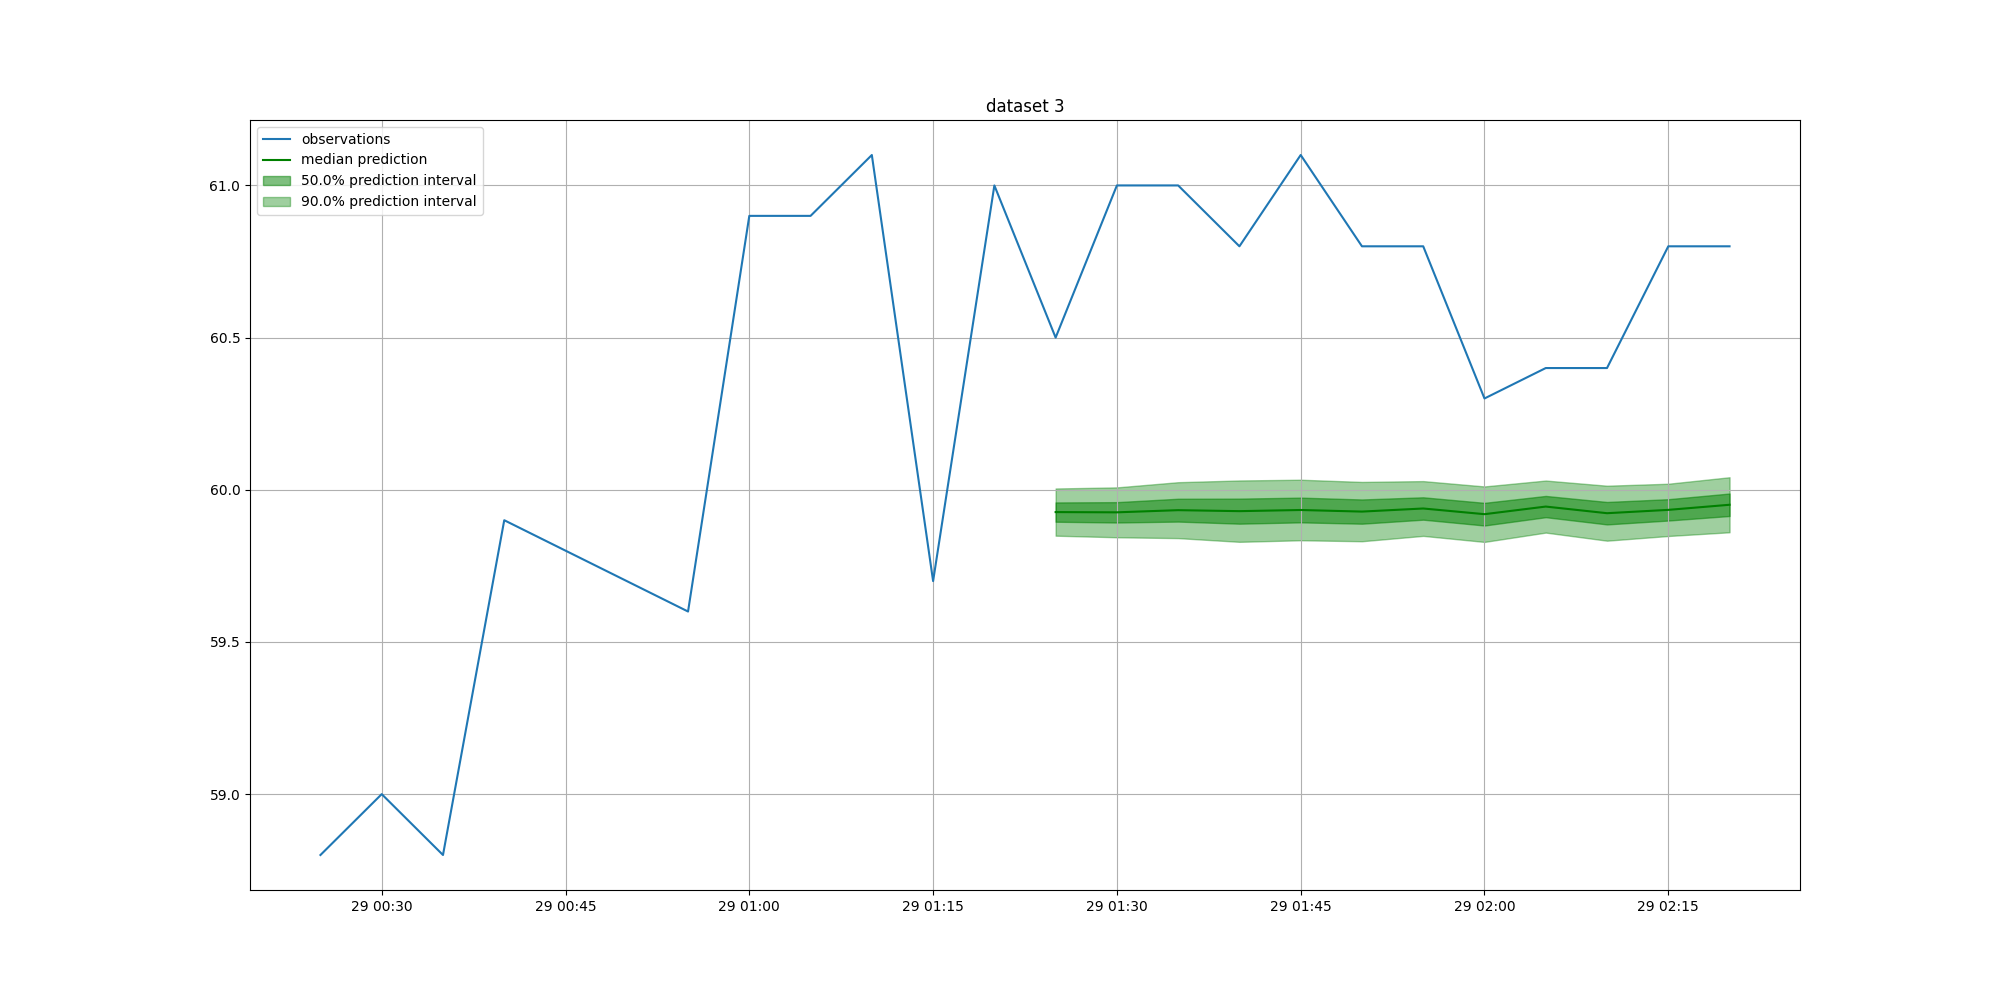 dataset 3
observations
median prediction
50.0% prediction interval
90.0% prediction interval
61.0
60.5
60.0
59.5
59.0
29 00:30 29 00:45 29 01:00 29 01:15 29 01:30 29 01:45 29 02:00 29 02:15